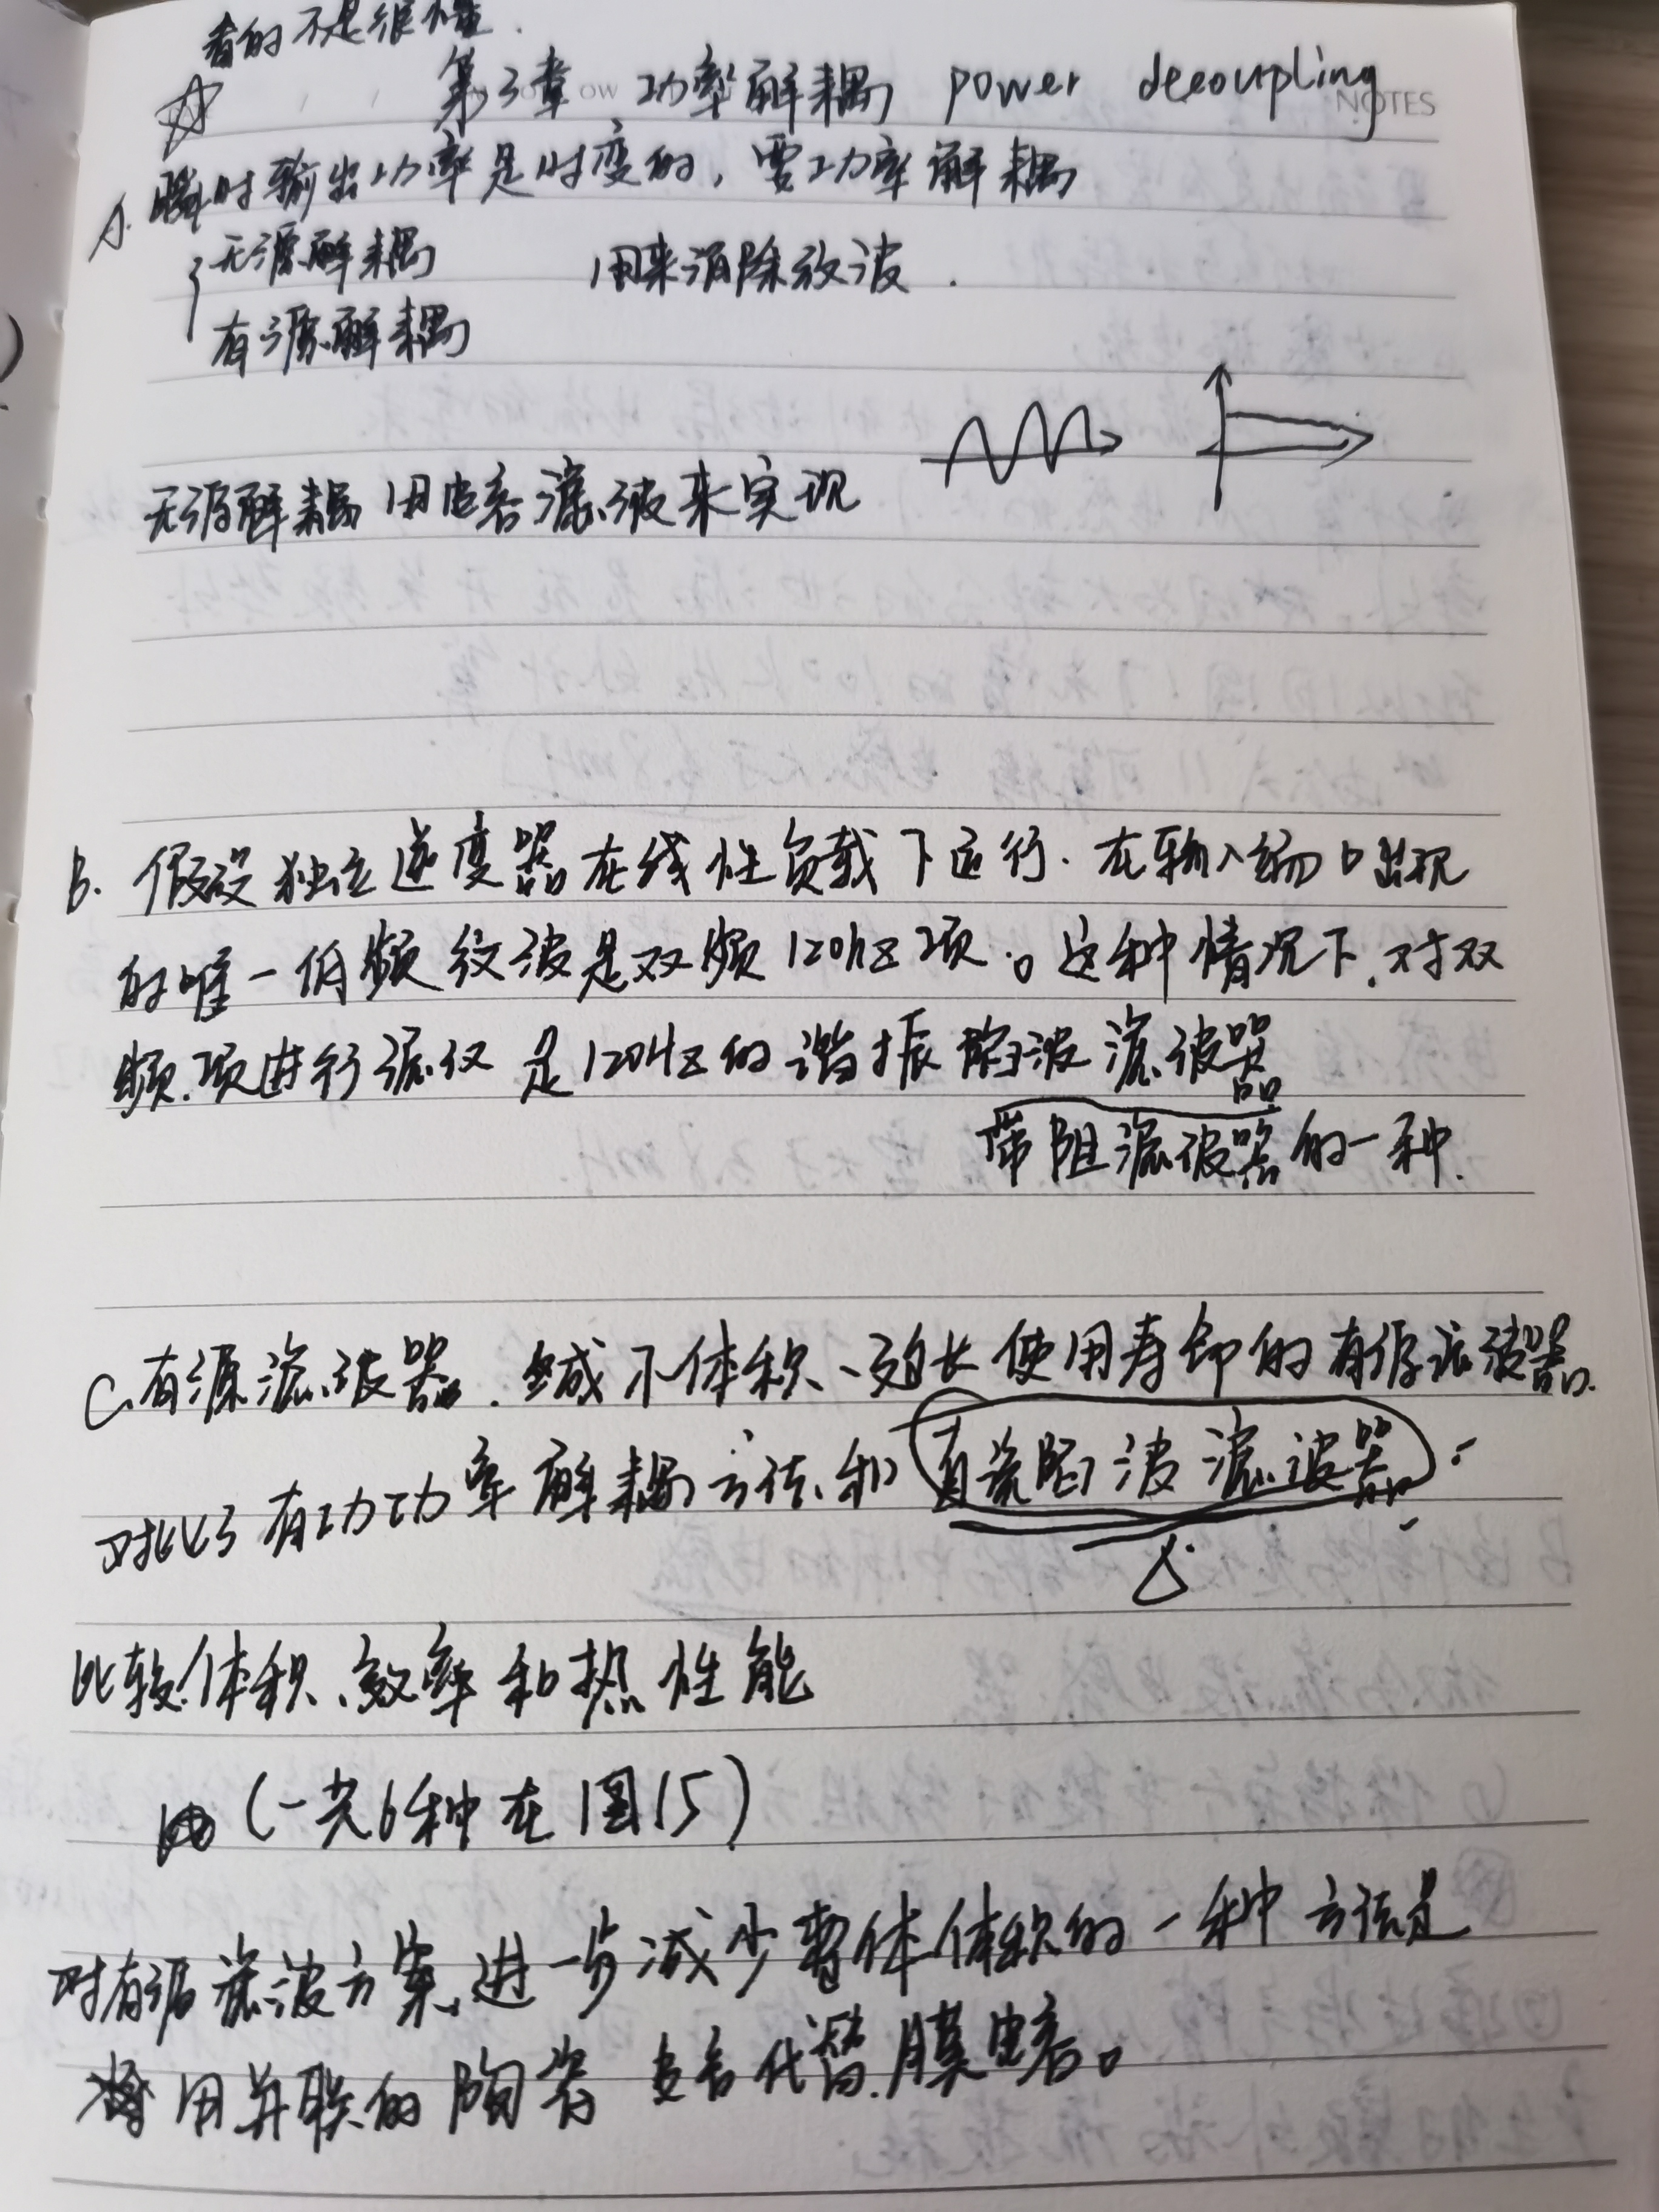 看的不是很懂.
第3章 功率解耦 power decoupling
NOTES
A. 瞬时输出功率是时变的, 要功率解耦
无源解耦 用来消除纹波.
有源解耦
无源解耦 用电容滤波来实现
B. 假设独立逆变器在线性负载下运行. 在输入端口出现
的唯一低频纹波是双频120hz项。这种情况下, 对双
频项进行滤仅是120Hz的谐振陷波滤波器
带阻滤波器的一种.
C. 有源滤波器. 缩减小体积、延长使用寿命的有源滤波器.
对比了有功功率解耦方法和直流陷波滤波器
比较体积、效率和热性能
(一共6种在图15)
对有源滤波方案, 进一步减少整体体积的一种方法是
用并联的陶瓷电容代替膜电容。